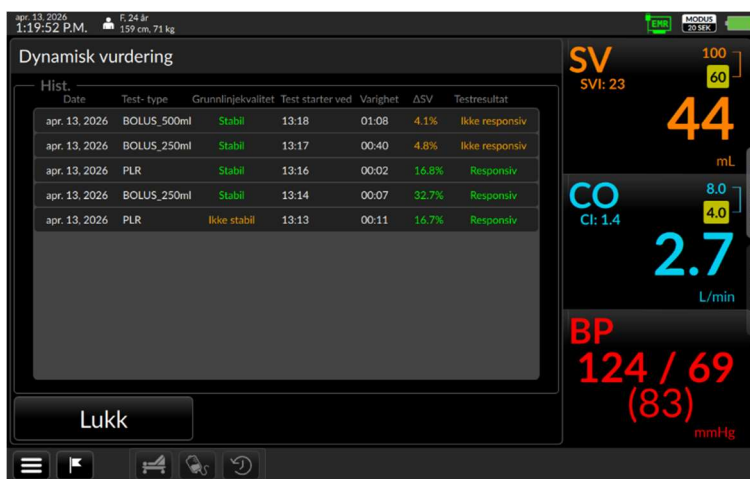 apr. 13, 2026
1:19:52 P.M.
F, 24 år
159 cm, 71 kg
EMR
MODUS
20 SEK
Dynamisk vurdering
Hist.
Date Test- type Grunnlinjekvalitet Test starter ved Varighet ΔSV Testresultat
apr. 13, 2026 BOLUS_500ml Stabil 13:18 01:08 4.1% Ikke responsiv
apr. 13, 2026 BOLUS_250ml Stabil 13:17 00:40 4.8% Ikke responsiv
apr. 13, 2026 PLR Stabil 13:16 00:02 16.8% Responsiv
apr. 13, 2026 BOLUS_250ml Stabil 13:14 00:07 32.7% Responsiv
apr. 13, 2026 PLR Ikke stabil 13:13 00:11 16.7% Responsiv
Lukk
SV
SVI: 23
100
60
44
mL
CO
CI: 1.4
8.0
4.0
2.7
L/min
BP
124 / 69
(83)
mmHg